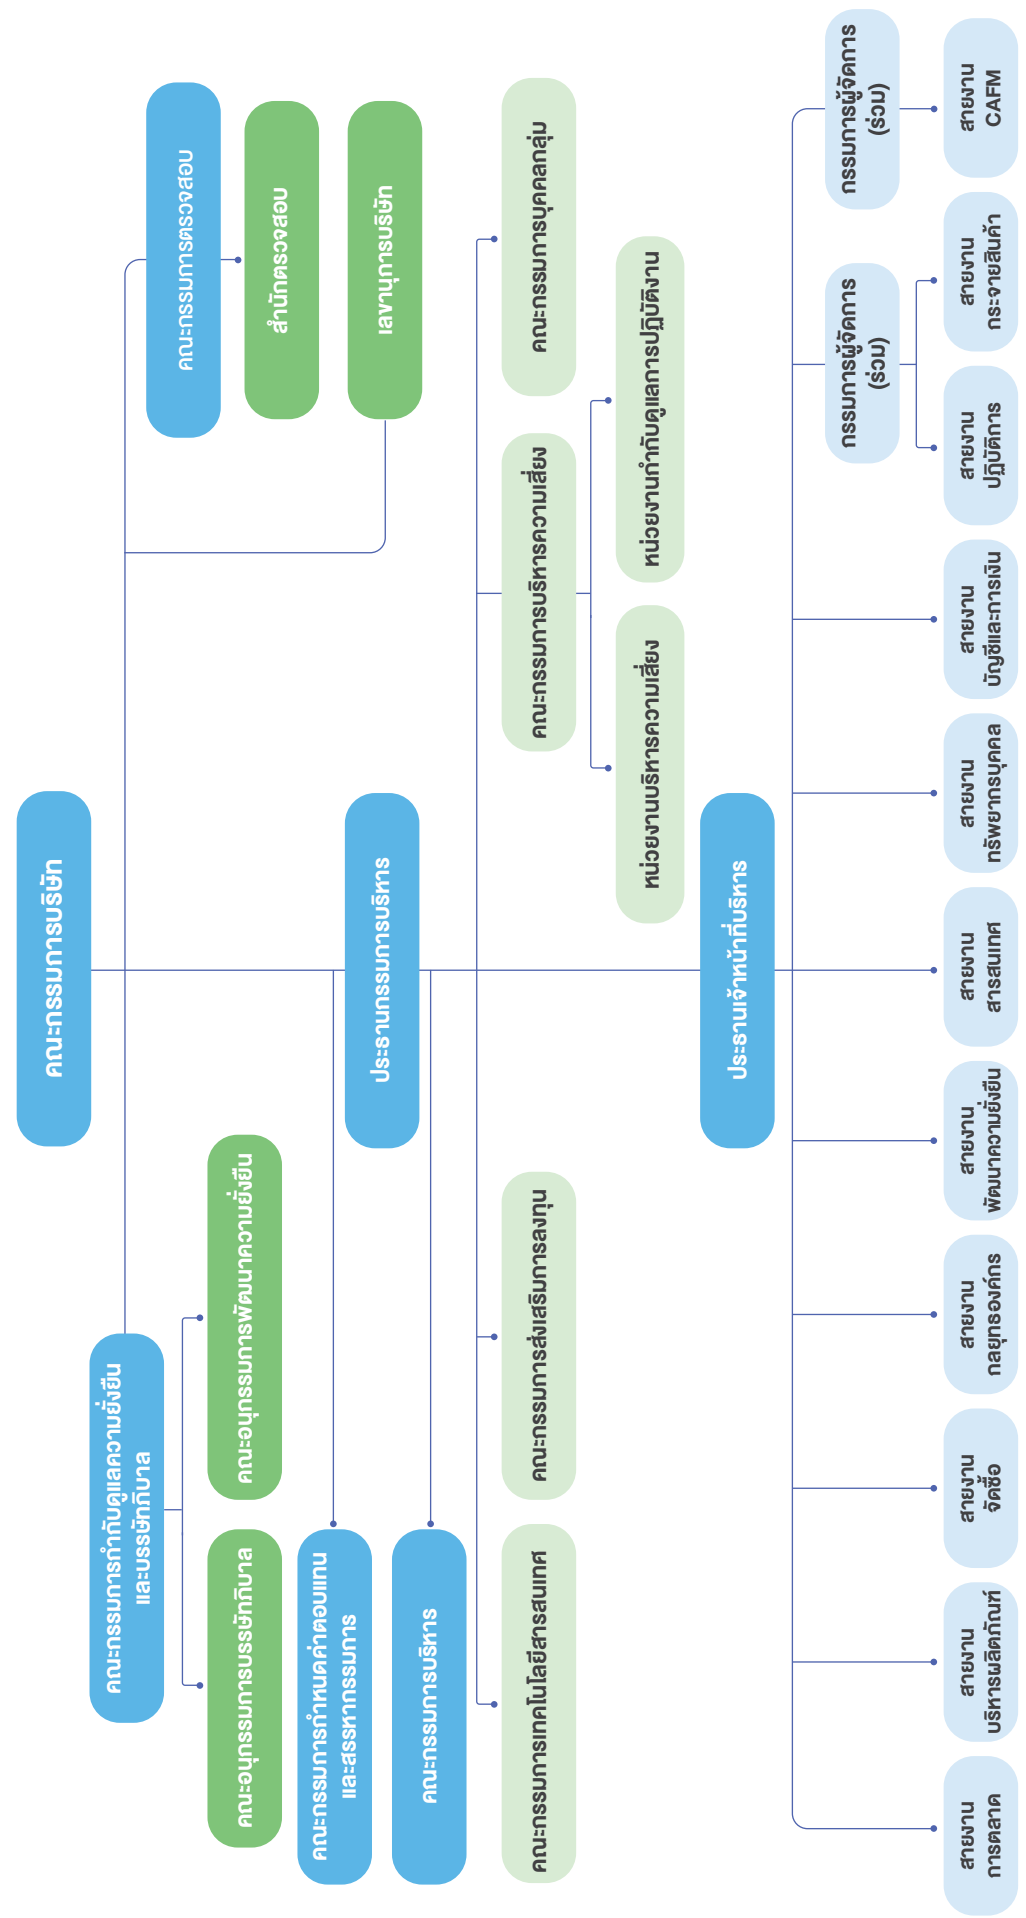 คณะกรรมการบริษัท
คณะกรรมการกำกับดูแลความยั่งยืน
และบรรษัทภิบาล
คณะกรรมการตรวจสอบ
คณะอนุกรรมการบรรษัทภิบาล
คณะอนุกรรมการพัฒนาความยั่งยืน
สำนักตรวจสอบ
คณะกรรมการกำหนดค่าตอบแทน
และสรรหากรรมการ
ประธานกรรมการบริหาร
เลขานุการบริษัท
คณะกรรมการบริหาร
คณะกรรมการเทคโนโลยีสารสนเทศ
คณะกรรมการส่งเสริมการลงทุน
คณะกรรมการบริหารความเสี่ยง
คณะกรรมการบุคคลกลุ่ม
หน่วยงานบริหารความเสี่ยง
หน่วยงานกำกับดูแลการปฏิบัติงาน
ประธานเจ้าหน้าที่บริหาร
กรรมการผู้จัดการ
(ร่วม)
กรรมการผู้จัดการ
(ร่วม)
สายงาน
การตลาด
สายงาน
บริหารผลิตภัณฑ์
สายงาน
จัดซื้อ
สายงาน
กลยุทธองค์กร
สายงาน
พัฒนาความยั่งยืน
สายงาน
สารสนเทศ
สายงาน
ทรัพยากรบุคคล
สายงาน
บัญชีและการเงิน
สายงาน
ปฏิบัติการ
สายงาน
กระจายสินค้า
สายงาน
CAFM